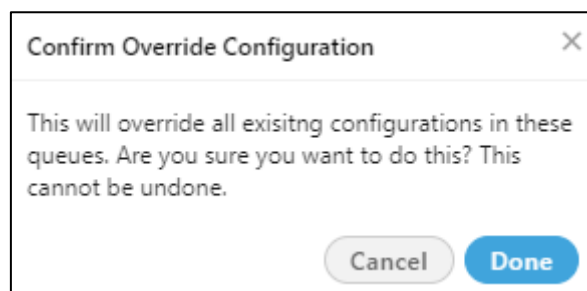 Confirm Override Configuration
This will override all exisitng configurations in these
queues. Are you sure you want to do this? This
cannot be undone.
Cancel Done